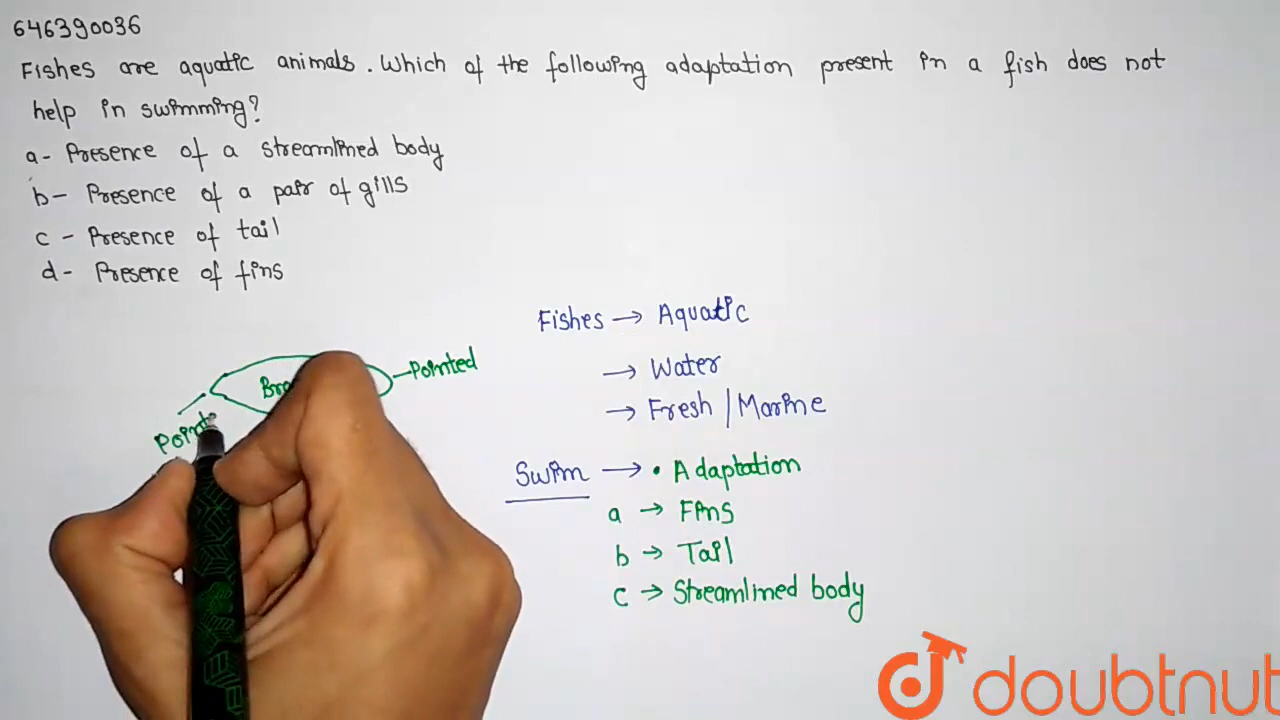 646390036
Fishes are aquatic animals. Which of the following adaptation present in a fish does not
help in swimming?
a- Presence of a streamlined body
b- Presence of a pair of gills
c - Presence of tail
d- Presence of fins
Fishes → Aquatic
→ Water
→ Fresh / Marine
Pointed
Swim → • Adaptation
a → Fins
b → Tail
c → Streamlined body
doubtnut